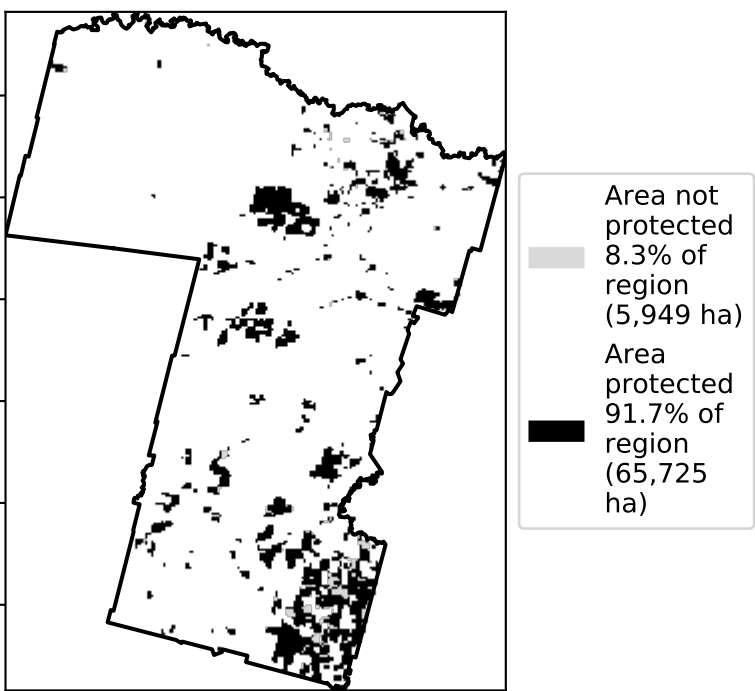 Area not
protected
8.3% of
region
(5,949 ha)
Area
protected
91.7% of
region
(65,725
ha)